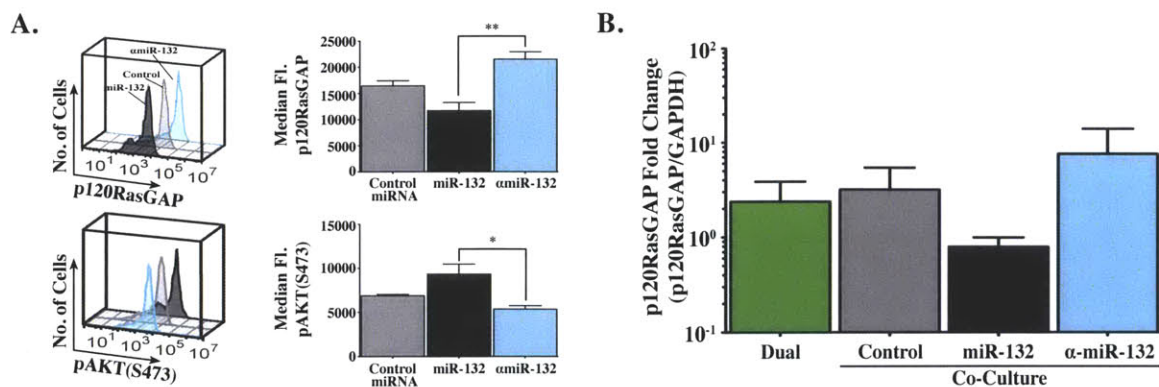 A.
αmiR-132
Control
miR-132
No. of Cells
10¹ 10³ 10⁵ 10⁷
p120RasGAP
Median Fl.
p120RasGAP
25000
20000
15000
10000
5000
0
**
Control
miRNA
miR-132
αmiR-132
No. of Cells
10¹ 10³ 10⁵ 10⁷
pAKT(S473)
Median Fl.
pAKT(S473)
15000
10000
5000
0
*
Control
miRNA
miR-132
αmiR-132
B.
p120RasGAP Fold Change
(p120RasGAP/GAPDH)
10²
10¹
10⁰
10⁻¹
Dual
Control
miR-132
α-miR-132
Co-Culture